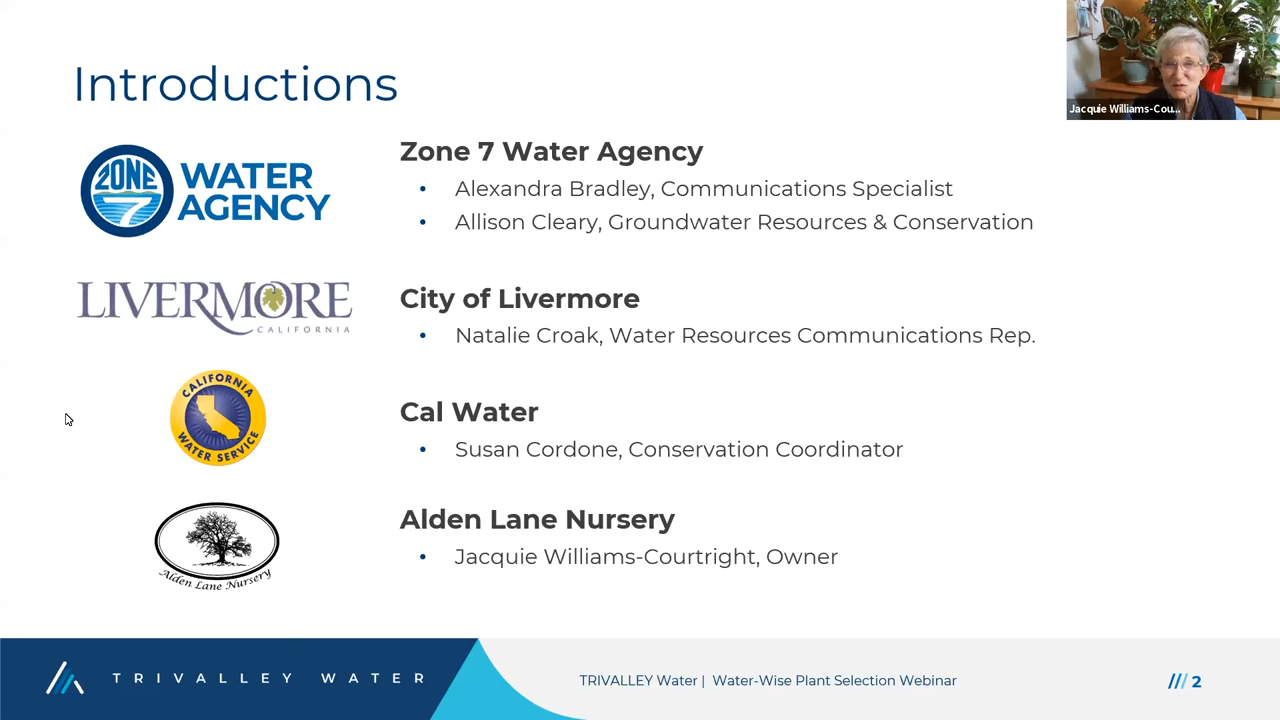 Introductions
Jacquie Williams-Cou...
ZONE
7
WATER
AGENCY
Zone 7 Water Agency
• Alexandra Bradley, Communications Specialist
• Allison Cleary, Groundwater Resources & Conservation
LIVERMORE
CALIFORNIA
City of Livermore
• Natalie Croak, Water Resources Communications Rep.
CALIFORNIA
WATER SERVICE
Cal Water
• Susan Cordone, Conservation Coordinator
Alden Lane Nursery
Alden Lane Nursery
• Jacquie Williams-Courtright, Owner
TRIVALLEY WATER
TRIVALLEY Water | Water-Wise Plant Selection Webinar
/// 2